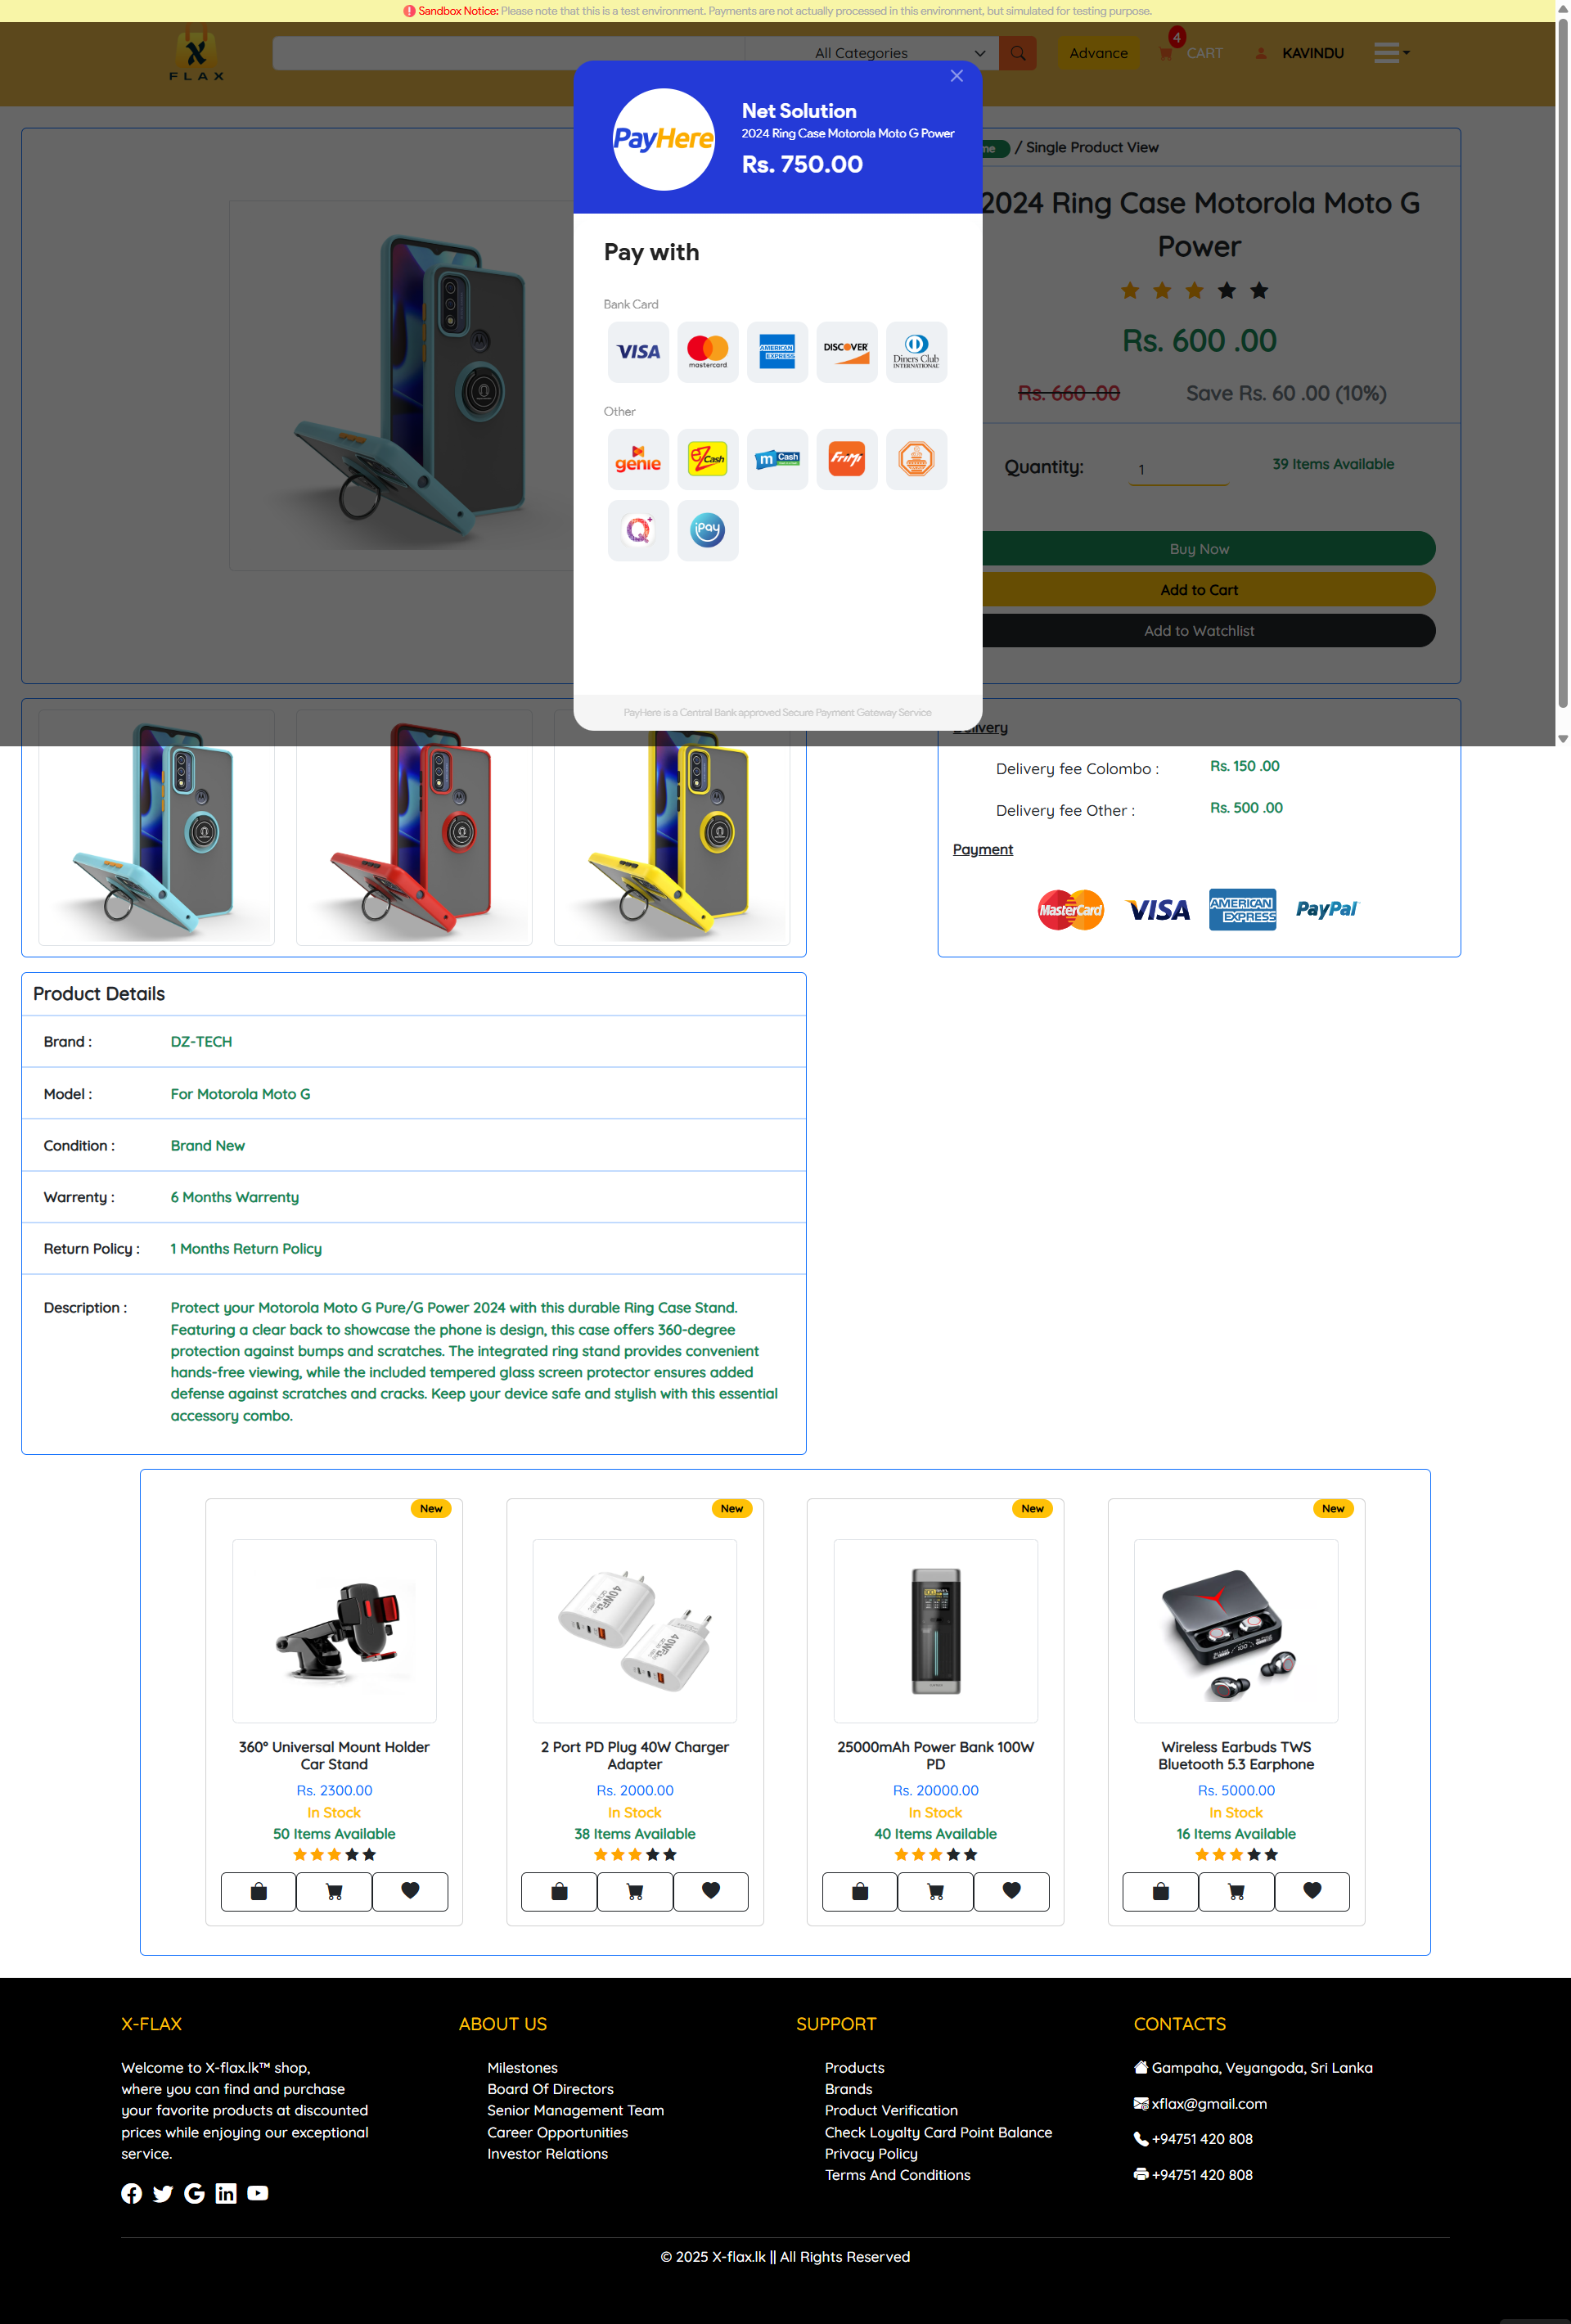 Sandbox Notice: Please note that this is a test environment. Payments are not actually processed in this environment, but simulated for testing purpose.
X
FLAX
All Categories
Advance
4
CART
KAVINDU
PayHere
Net Solution
2024 Ring Case Motorola Moto G Power
Rs. 750.00
Pay with
Bank Card
VISA
mastercard
AMERICAN EXPRESS
DISCOVER
Diners Club INTERNATIONAL
Other
genie
eZ Cash
mCash
FriMi
Q+
iPay
PayHere is a Central Bank approved Secure Payment Gateway Service
me / Single Product View
2024 Ring Case Motorola Moto G
Power
Rs. 600 .00
Rs. 660 .00
Save Rs. 60 .00 (10%)
Quantity:
1
39 Items Available
Buy Now
Add to Cart
Add to Watchlist
Delivery
Delivery fee Colombo :
Rs. 150 .00
Delivery fee Other :
Rs. 500 .00
Payment
MasterCard
VISA
AMERICAN EXPRESS
PayPal
Product Details
Brand :
DZ-TECH
Model :
For Motorola Moto G
Condition :
Brand New
Warrenty :
6 Months Warrenty
Return Policy :
1 Months Return Policy
Description :
Protect your Motorola Moto G Pure/G Power 2024 with this durable Ring Case Stand.
Featuring a clear back to showcase the phone is design, this case offers 360-degree
protection against bumps and scratches. The integrated ring stand provides convenient
hands-free viewing, while the included tempered glass screen protector ensures added
defense against scratches and cracks. Keep your device safe and stylish with this essential
accessory combo.
New
360° Universal Mount Holder
Car Stand
Rs. 2300.00
In Stock
50 Items Available
New
40W
40W
2 Port PD Plug 40W Charger
Adapter
Rs. 2000.00
In Stock
38 Items Available
New
25000mAh Power Bank 100W
PD
Rs. 20000.00
In Stock
40 Items Available
New
Wireless Earbuds TWS
Bluetooth 5.3 Earphone
Rs. 5000.00
In Stock
16 Items Available
X-FLAX
Welcome to X-flax.lk™ shop,
where you can find and purchase
your favorite products at discounted
prices while enjoying our exceptional
service.
ABOUT US
Milestones
Board Of Directors
Senior Management Team
Career Opportunities
Investor Relations
SUPPORT
Products
Brands
Product Verification
Check Loyalty Card Point Balance
Privacy Policy
Terms And Conditions
CONTACTS
Gampaha, Veyangoda, Sri Lanka
xflax@gmail.com
+94751 420 808
+94751 420 808
© 2025 X-flax.lk || All Rights Reserved